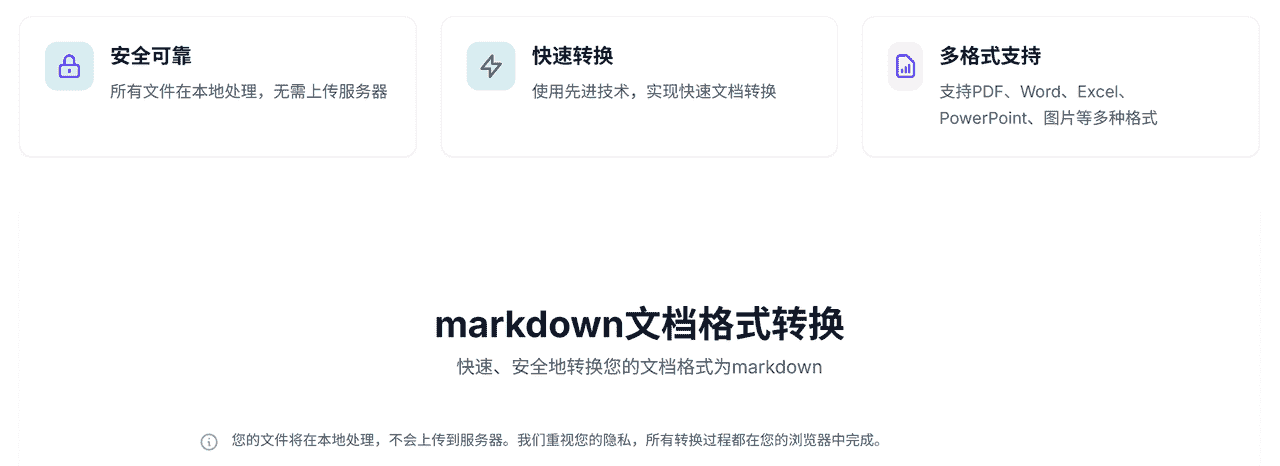 安全可靠
所有文件在本地处理，无需上传服务器
快速转换
使用先进技术，实现快速文档转换
多格式支持
支持PDF、Word、Excel、
PowerPoint、图片等多种格式
markdown文档格式转换
快速、安全地转换您的文档格式为markdown
您的文件将在本地处理，不会上传到服务器。我们重视您的隐私，所有转换过程都在您的浏览器中完成。